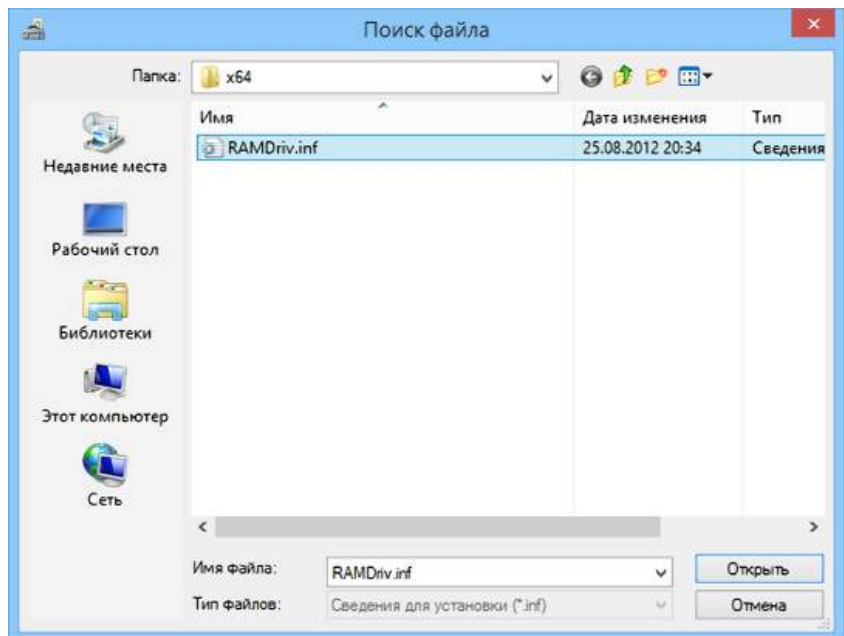 Поиск файла
Папка: x64
Имя Дата изменения Тип
RAMDriv.inf 25.08.2012 20:34 Сведения
Недавние места
Рабочий стол
Библиотеки
Этот компьютер
Сеть
Имя файла: RAMDriv.inf Открыть
Тип файлов: Сведения для установки (*.inf) Отмена